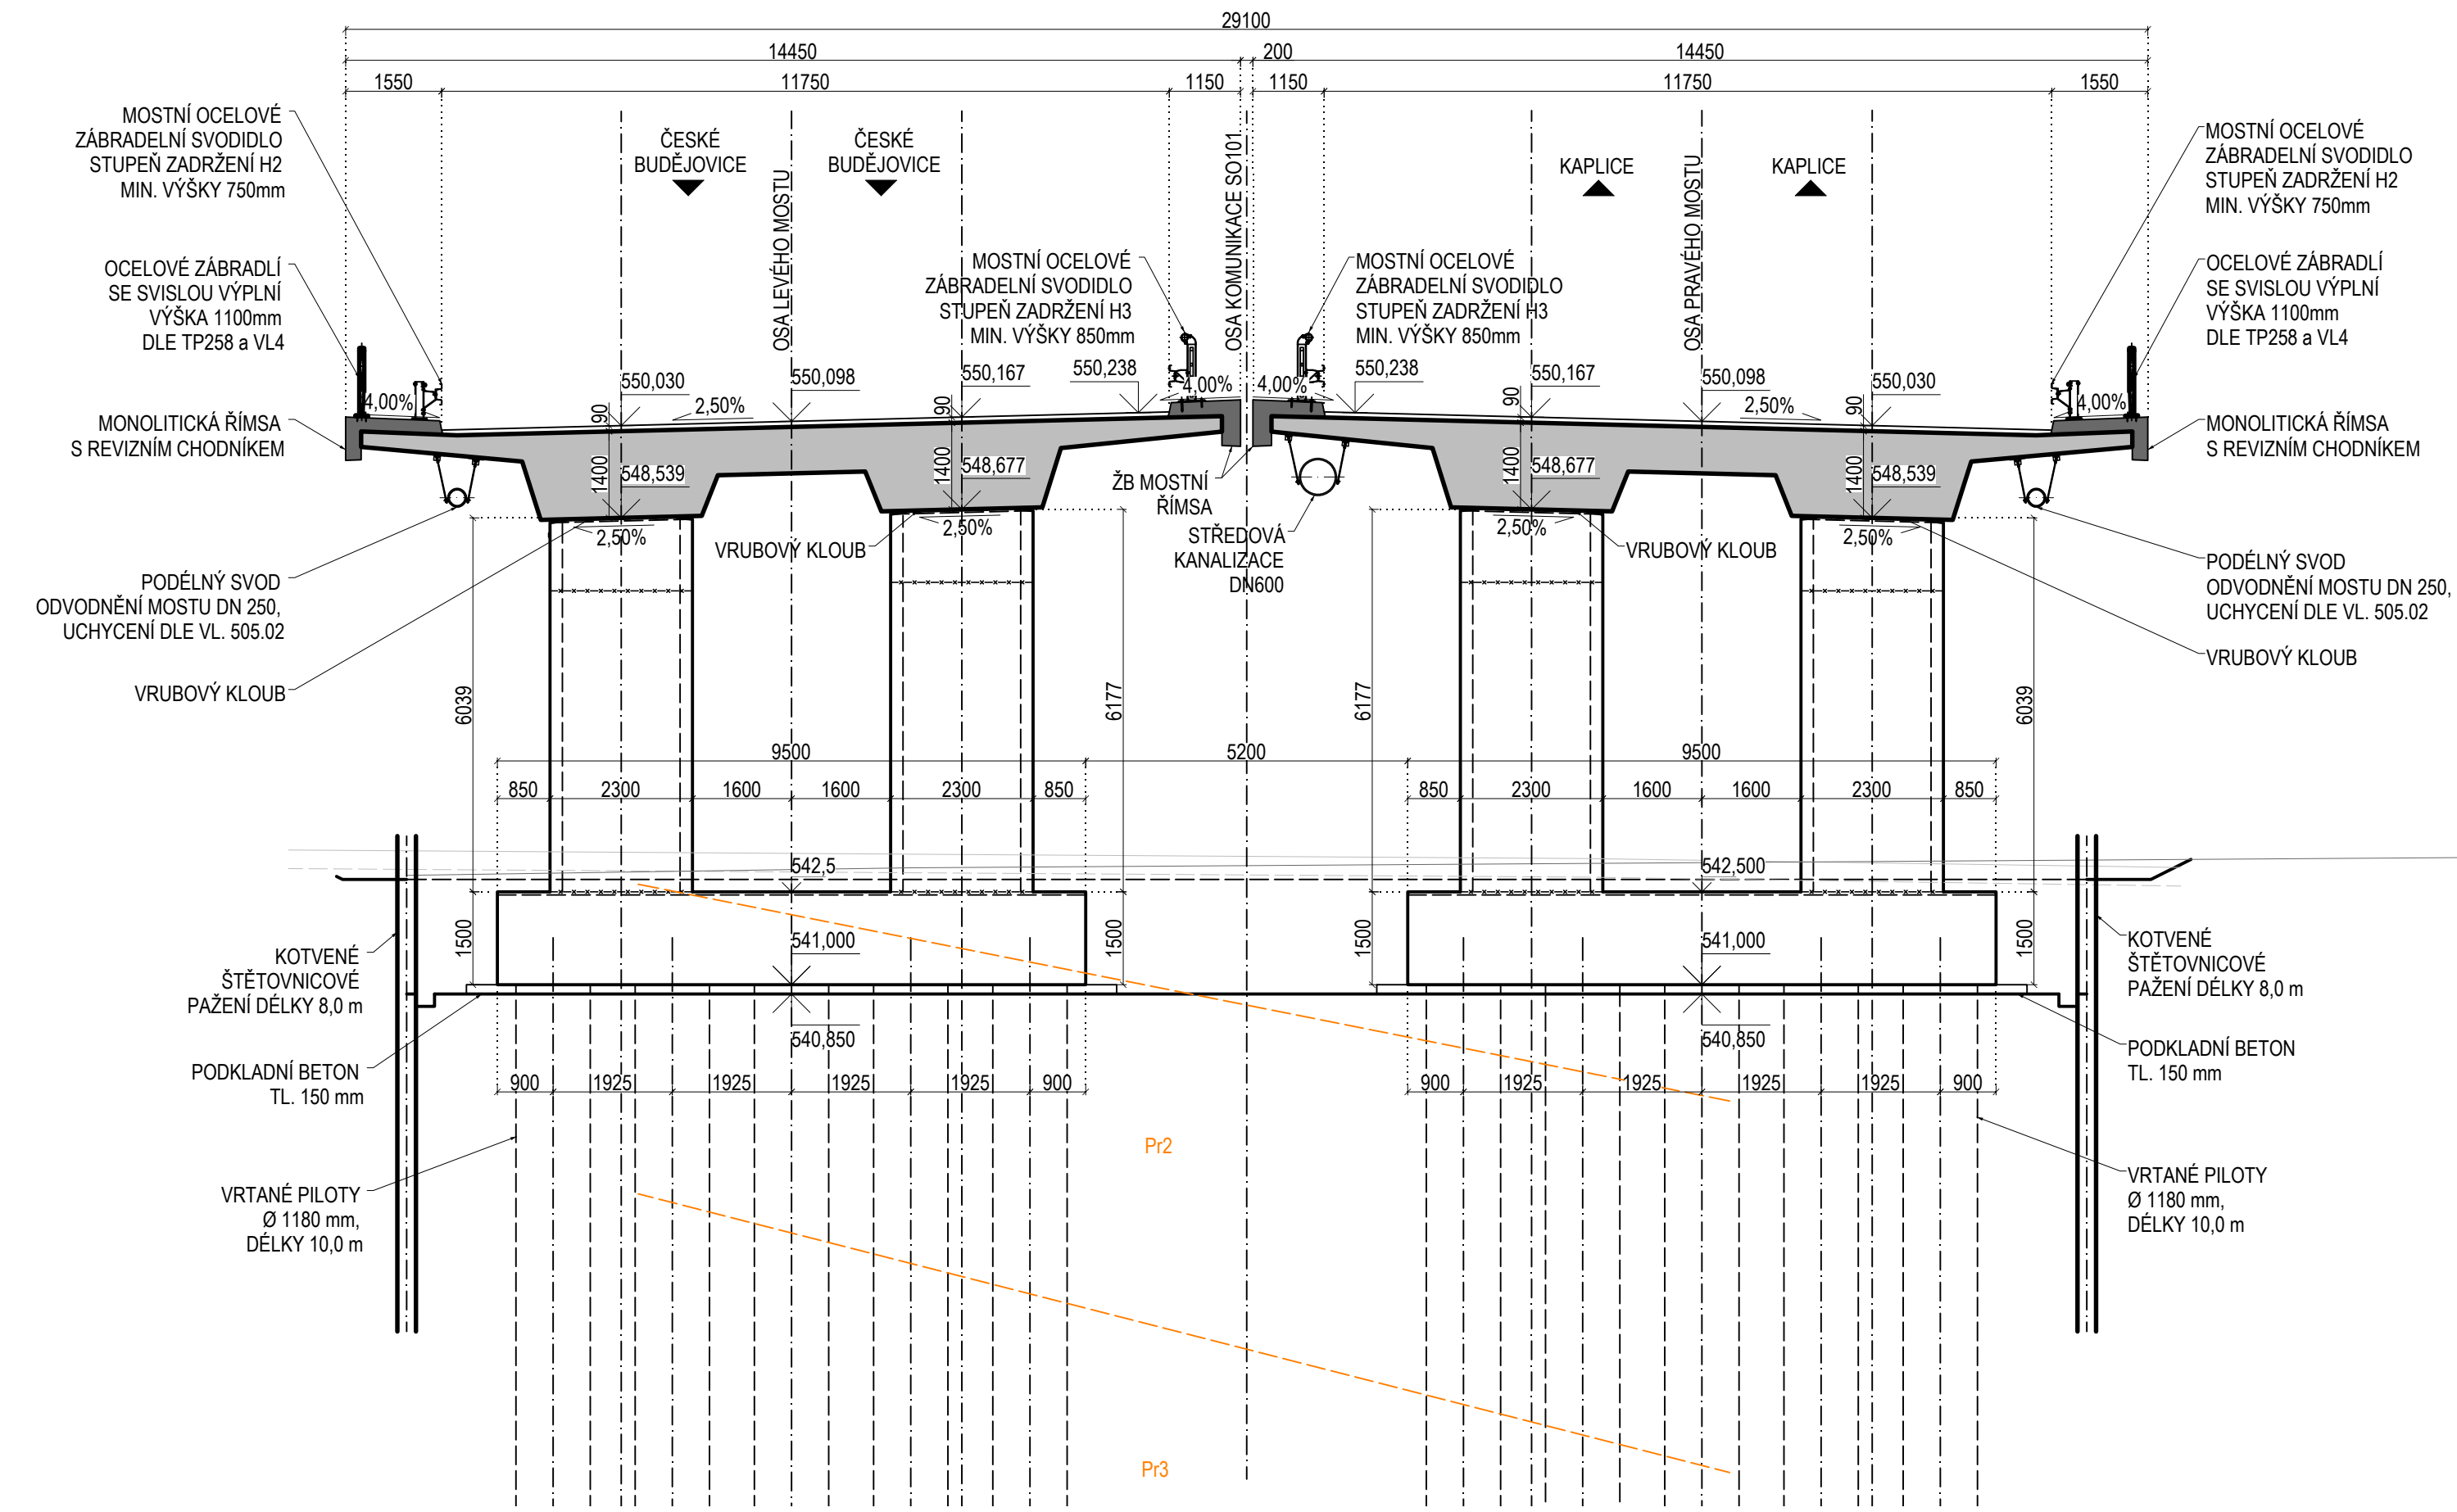 29100
14450
200
14450
1550
11750
1150
1150
11750
1550
MOSTNÍ OCELOVÉ
ZÁBRADELNÍ SVODIDLO
STUPEŇ ZADRŽENÍ H2
MIN. VÝŠKY 750mm
ČESKÉ
BUDĚJOVICE
ČESKÉ
BUDĚJOVICE
OSA LEVÉHO MOSTU
OSA KOMUNIKACE SO101
KAPLICE
KAPLICE
OSA PRAVÉHO MOSTU
MOSTNÍ OCELOVÉ
ZÁBRADELNÍ SVODIDLO
STUPEŇ ZADRŽENÍ H2
MIN. VÝŠKY 750mm
OCELOVÉ ZÁBRADLÍ
SE SVISLOU VÝPLNÍ
VÝŠKA 1100mm
DLE TP258 a VL4
MOSTNÍ OCELOVÉ
ZÁBRADELNÍ SVODIDLO
STUPEŇ ZADRŽENÍ H3
MIN. VÝŠKY 850mm
MOSTNÍ OCELOVÉ
ZÁBRADELNÍ SVODIDLO
STUPEŇ ZADRŽENÍ H3
MIN. VÝŠKY 850mm
OCELOVÉ ZÁBRADLÍ
SE SVISLOU VÝPLNÍ
VÝŠKA 1100mm
DLE TP258 a VL4
4,00%
550,030
90
2,50%
550,098
550,167
90
550,238
4,00%
4,00%
550,238
550,167
90
550,098
2,50%
550,030
90
4,00%
MONOLITICKÁ ŘÍMSA
S REVIZNÍM CHODNÍKEM
MONOLITICKÁ ŘÍMSA
S REVIZNÍM CHODNÍKEM
1400
548,539
1400
548,677
1400
548,677
1400
548,539
ŽB MOSTNÍ
ŘÍMSA
STŘEDOVÁ
KANALIZACE
DN600
2,50%
2,50%
2,50%
2,50%
VRUBOVÝ KLOUB
VRUBOVÝ KLOUB
PODÉLNÝ SVOD
ODVODNĚNÍ MOSTU DN 250,
UCHYCENÍ DLE VL. 505.02
PODÉLNÝ SVOD
ODVODNĚNÍ MOSTU DN 250,
UCHYCENÍ DLE VL. 505.02
VRUBOVÝ KLOUB
VRUBOVÝ KLOUB
6039
6177
6177
6039
9500
5200
9500
850
2300
1600
1600
2300
850
850
2300
1600
1600
2300
850
542,5
542,500
1500
541,000
1500
1500
541,000
1500
KOTVENÉ
ŠTĚTOVNICOVÉ
PAŽENÍ DÉLKY 8,0 m
KOTVENÉ
ŠTĚTOVNICOVÉ
PAŽENÍ DÉLKY 8,0 m
540,850
540,850
PODKLADNÍ BETON
TL. 150 mm
PODKLADNÍ BETON
TL. 150 mm
900
1925
1925
1925
1925
900
900
1925
1925
1925
1925
900
Pr2
VRTANÉ PILOTY
Ø 1180 mm,
DÉLKY 10,0 m
VRTANÉ PILOTY
Ø 1180 mm,
DÉLKY 10,0 m
Pr3